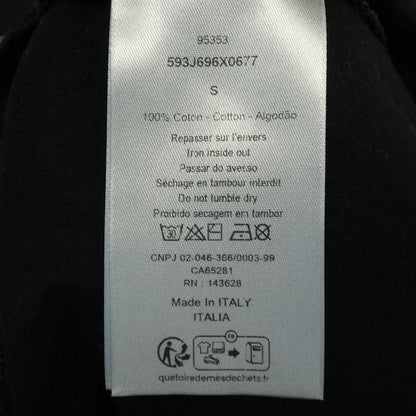 95353
593J696X0677
S
100% Coton - Cotton - Algodão
Repasser sur l'envers
Iron inside out
Passar do avesso
Séchage en tambour interdit
Do not tumble dry
Proibido secagem em tambor
30
CNPJ 02-046-366/0003-99
CA65281
RN : 143628
Made In ITALY
ITALIA
FR
quefairedemesdechets.fr